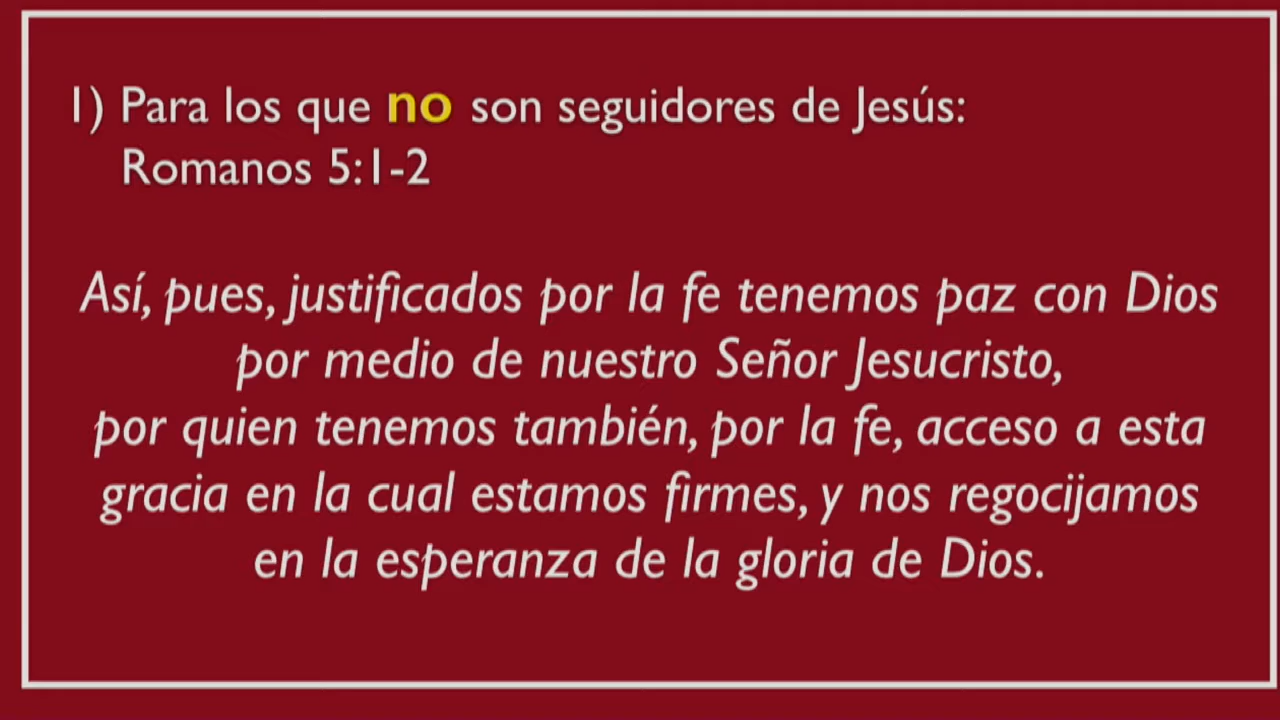 1) Para los que no son seguidores de Jesús:
Romanos 5:1-2
Así, pues, justificados por la fe tenemos paz con Dios
por medio de nuestro Señor Jesucristo,
por quien tenemos también, por la fe, acceso a esta
gracia en la cual estamos firmes, y nos regocijamos
en la esperanza de la gloria de Dios.